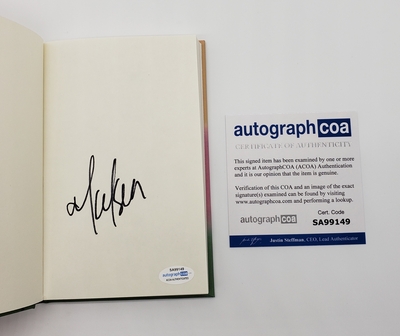 autographcoa
CERTIFICATE OF AUTHENTICITY
This signed item has been examined by one or more
experts at AutographCOA (ACOA) Authentication
and it is our opinion that the item is genuine.
Verification of this COA and an image of the exact
signature(s) examined can be found by visiting
www.autographcoa.com and performing a lookup.
autographcoa
Cert. Code
SA99149
Justin Steffman, CEO, Lead Authenticator
SA99149